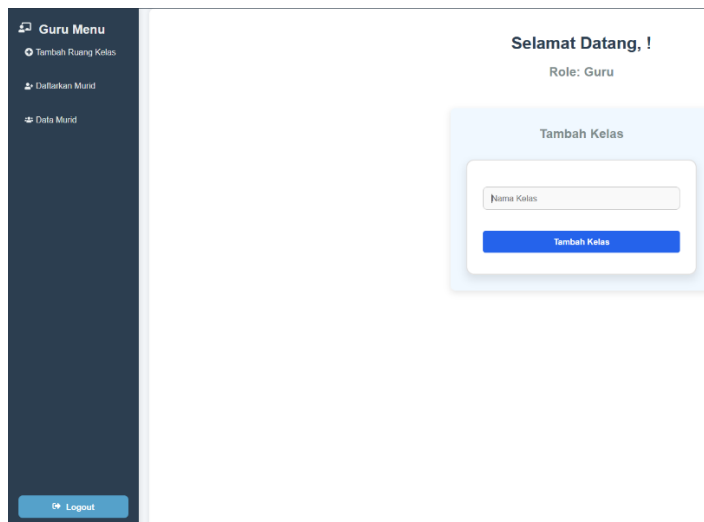 Guru Menu
Tambah Ruang Kelas
Daftarkan Murid
Data Murid
Logout
Selamat Datang, !
Role: Guru
Tambah Kelas
Nama Kelas
Tambah Kelas